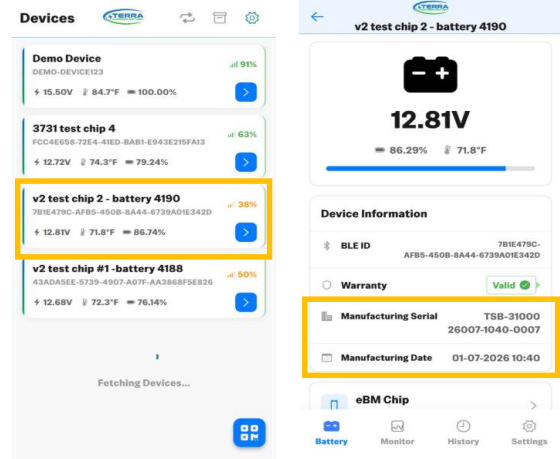 Devices
TERRA
Demo Device
DEMO-DEVICE123
91%
15.50V 84.7°F 100.00%
3731 test chip 4
FCC4E658-72E4-41ED-BAB1-E943E215FA13
63%
12.72V 74.3°F 79.24%
v2 test chip 2 - battery 4190
7B1E479C-AFB5-450B-8A44-6739A01E342D
38%
12.81V 71.8°F 86.74%
v2 test chip #1 -battery 4188
43ADA5EE-5739-4907-A07F-AA3868F5E826
50%
12.68V 72.3°F 76.14%
Fetching Devices...
TERRA
v2 test chip 2 - battery 4190
12.81V
86.29% 71.8°F
Device Information
BLE ID 7B1E479C-
AFB5-450B-8A44-6739A01E342D
Warranty Valid
Manufacturing Serial TSB-31000
26007-1040-0007
Manufacturing Date 01-07-2026 10:40
eBM Chip
Battery Monitor History Settings